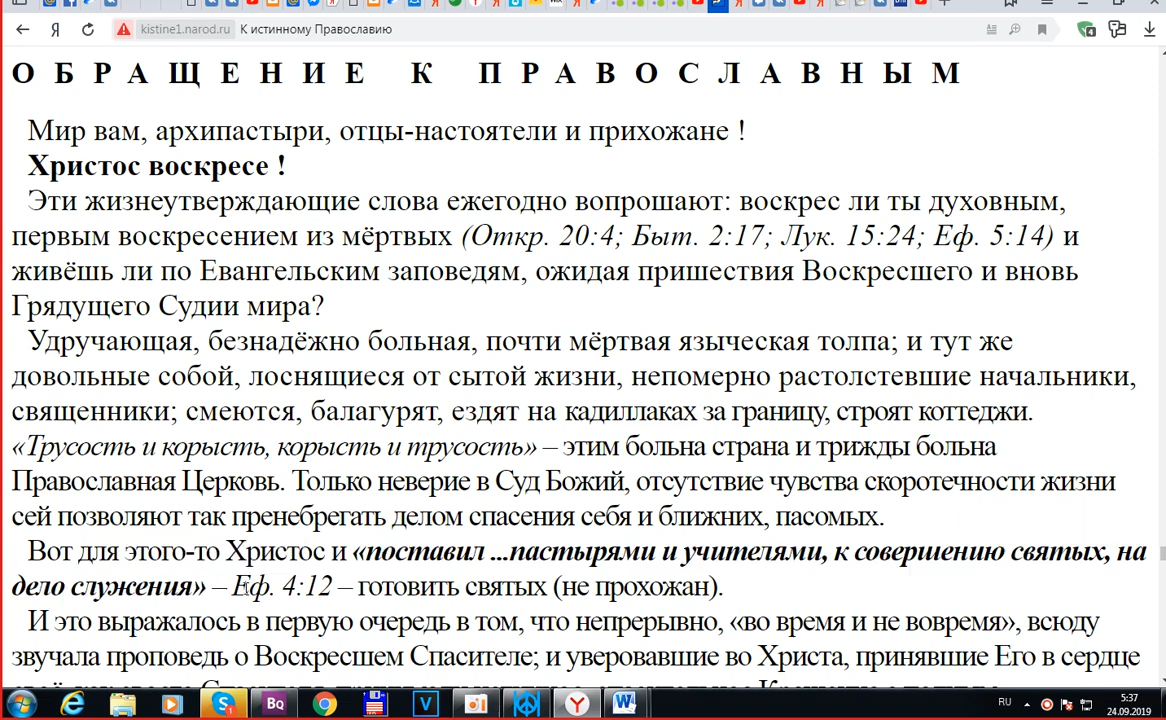 kistine1.narod.ru К истинному Православию
О Б Р А Щ Е Н И Е К П Р А В О С Л А В Н Ы М
Мир вам, архипастыри, отцы-настоятели и прихожане !
Христос воскресе !
Эти жизнеутверждающие слова ежегодно вопрошают: воскрес ли ты духовным,
первым воскресением из мёртвых (Откр. 20:4; Быт. 2:17; Лук. 15:24; Еф. 5:14) и
живёшь ли по Евангельским заповедям, ожидая пришествия Воскресшего и вновь
Грядущего Судии мира?
Удручающая, безнадёжно больная, почти мёртвая языческая толпа; и тут же
довольные собой, лоснящиеся от сытой жизни, непомерно растолстевшие начальники,
священники; смеются, балагурят, ездят на кадиллаках за границу, строят коттеджи.
«Трусость и корысть, корысть и трусость» – этим больна страна и трижды больна
Православная Церковь. Только неверие в Суд Божий, отсутствие чувства скоротечности жизни
сей позволяют так пренебрегать делом спасения себя и ближних, пасомых.
Вот для этого-то Христос и «поставил ...пастырями и учителями, к совершению святых, на
дело служения» – Еф. 4:12 – готовить святых (не прохожан).
И это выражалось в первую очередь в том, что непрерывно, «во время и не вовремя», всюду
звучала проповедь о Воскресшем Спасителе; и уверовавшие во Христа, принявшие Его в сердце
RU 5:37
24.09.2019